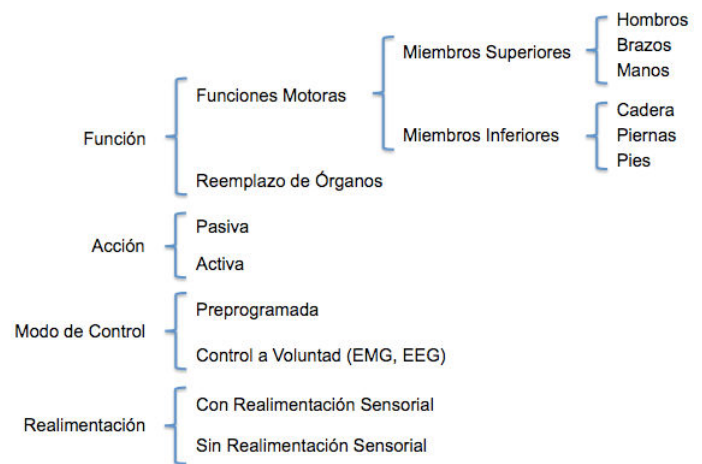 Función
Funciones Motoras
Miembros Superiores
Hombros
Brazos
Manos
Miembros Inferiores
Cadera
Piernas
Pies
Reemplazo de Órganos
Acción
Pasiva
Activa
Modo de Control
Preprogramada
Control a Voluntad (EMG, EEG)
Realimentación
Con Realimentación Sensorial
Sin Realimentación Sensorial